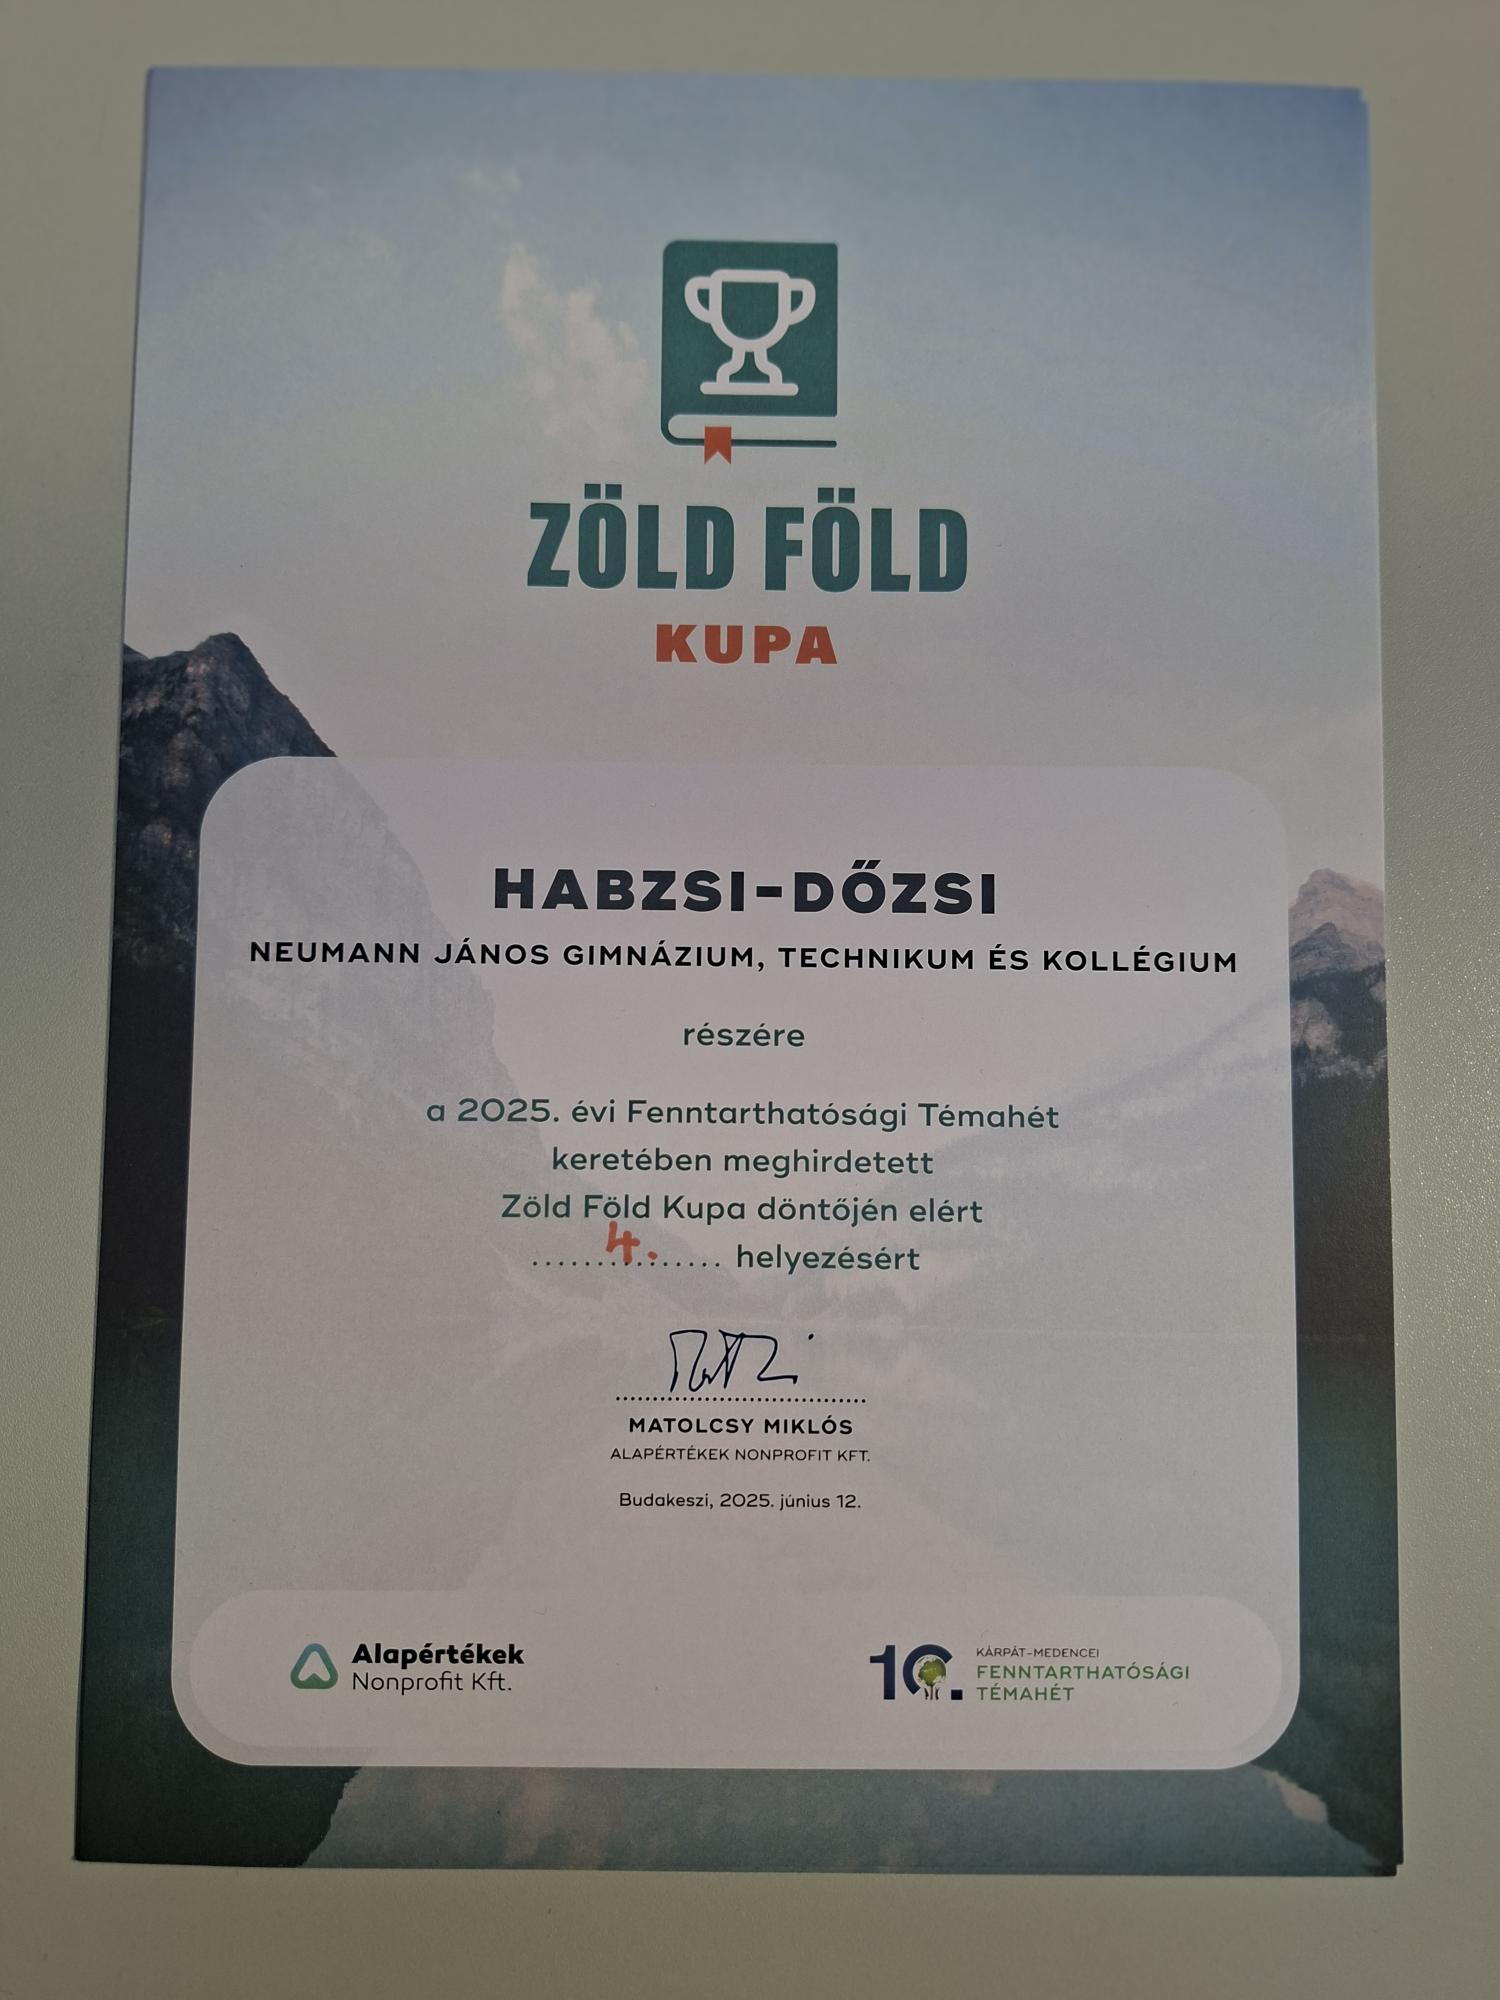 ZÖLD FÖLD
KUPA
HABZSI-DŐZSI
NEUMANN JÁNOS GIMNÁZIUM, TECHNIKUM ÉS KOLLÉGIUM
részére
a 2025. évi Fenntarthatósági Témahét
keretében meghirdetett
Zöld Föld Kupa döntőjén elért
......4....... helyezésért
MATOLCSY MIKLÓS
ALAPÉRTÉKEK NONPROFIT KFT.
Budakeszi, 2025. június 12.
Alapértékek
Nonprofit Kft.
10.
KÁRPÁT-MEDENCEI
FENNTARTHATÓSÁGI
TÉMAHÉT